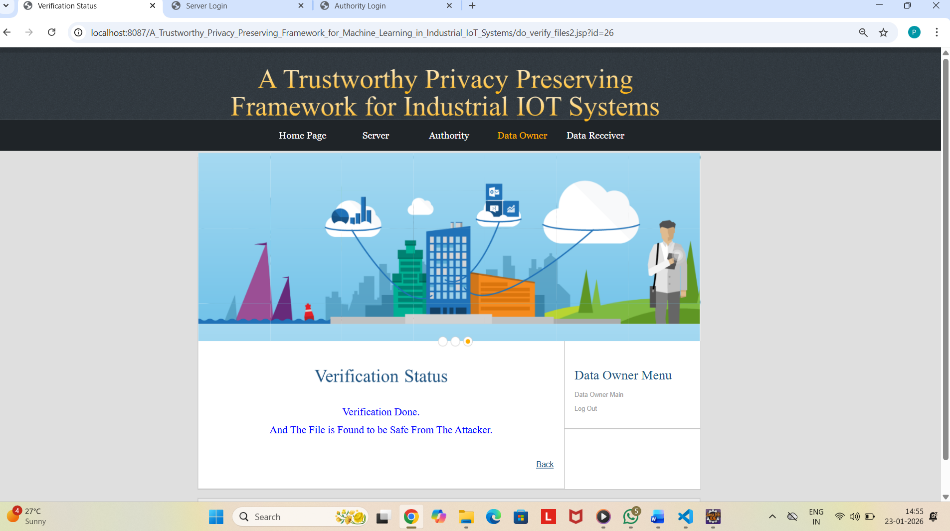 Verification Status
Server Login
Authority Login
localhost:8087/A_Trustworthy_Privacy_Preserving_Framework_for_Machine_Learning_in_Industrial_IoT_Systems/do_verify_files2.jsp?id=26
P
A Trustworthy Privacy Preserving
Framework for Industrial IOT Systems
Home Page Server Authority Data Owner Data Receiver
Verification Status
Verification Done.
And The File is Found to be Safe From The Attacker.
Back
Data Owner Menu
Data Owner Main
Log Out
4
27°C
Sunny
Search
L
5
ENG
IN
14:55
23-01-2026